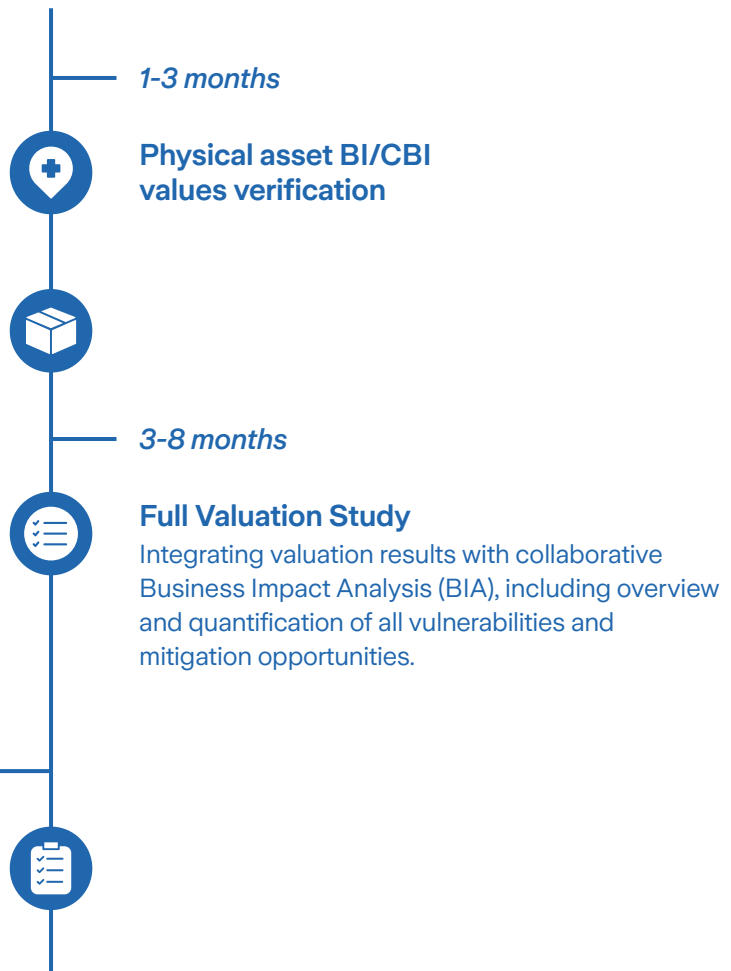 1-3 months
Physical asset BI/CBI
values verification
3-8 months
Full Valuation Study
Integrating valuation results with collaborative
Business Impact Analysis (BIA), including overview
and quantification of all vulnerabilities and
mitigation opportunities.